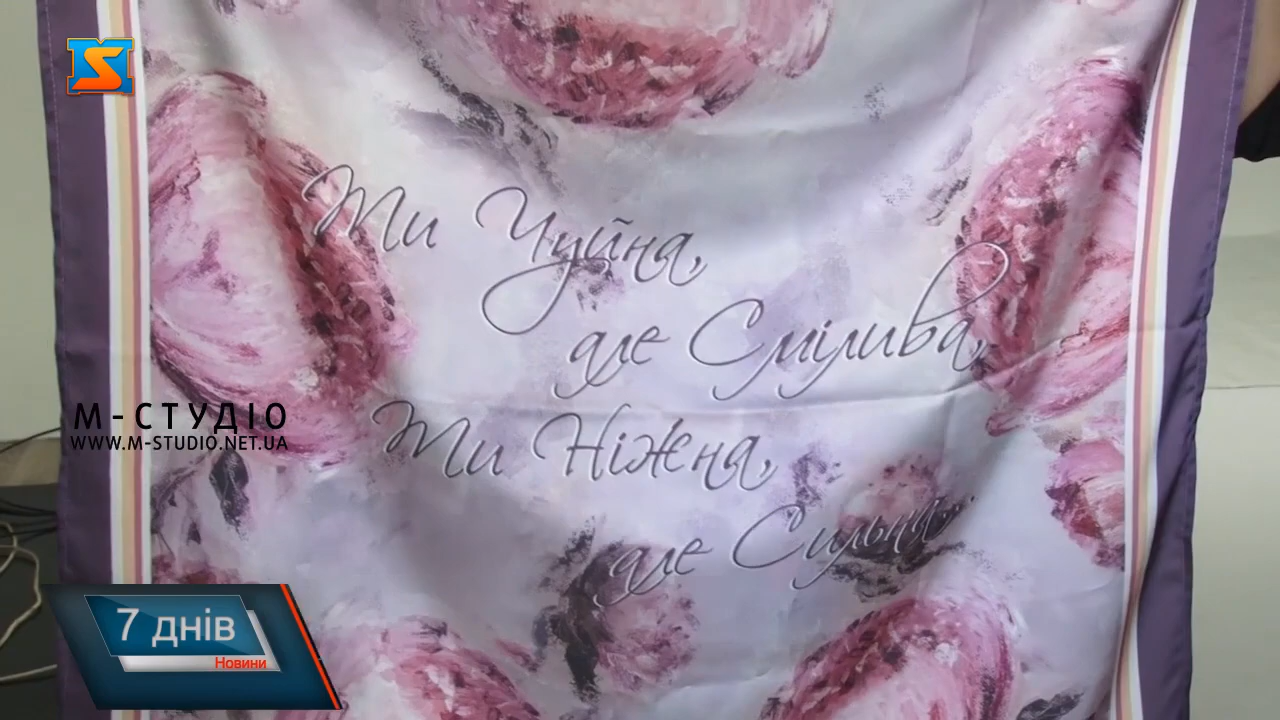 Ти Чуйна,
але Смілива,
Ти Ніжна,
але Сильна...
М-СТУДІО
WWW.M-STUDIO.NET.UA
7 днів
Новини